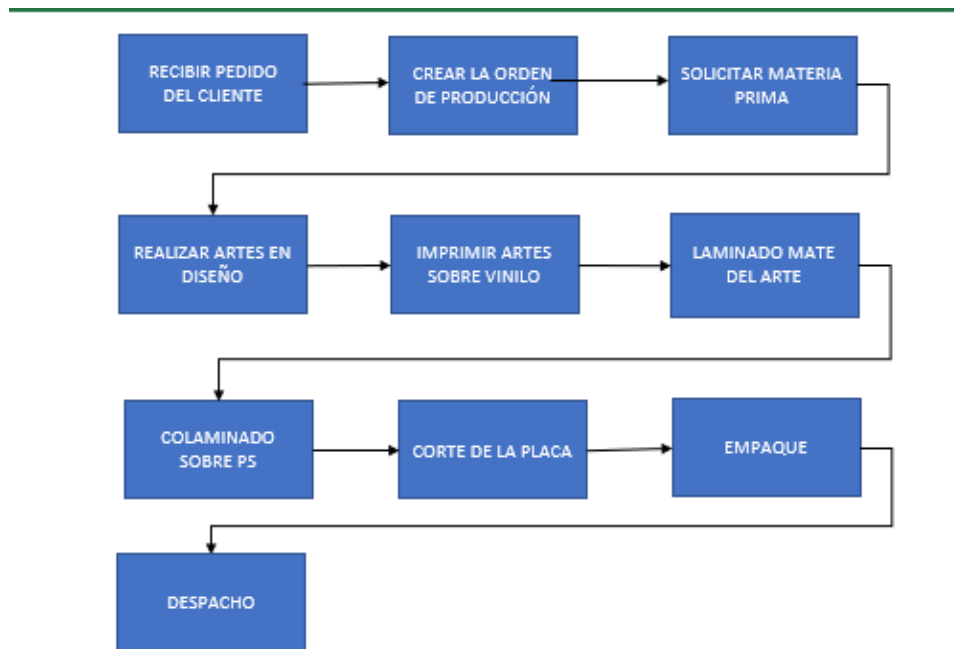 RECIBIR PEDIDO
DEL CLIENTE
CREAR LA ORDEN
DE PRODUCCIÓN
SOLICITAR MATERIA
PRIMA
REALIZAR ARTES EN
DISEÑO
IMPRIMIR ARTES
SOBRE VINILO
LAMINADO MATE
DEL ARTE
COLAMINADO
SOBRE PS
CORTE DE LA PLACA
EMPAQUE
DESPACHO